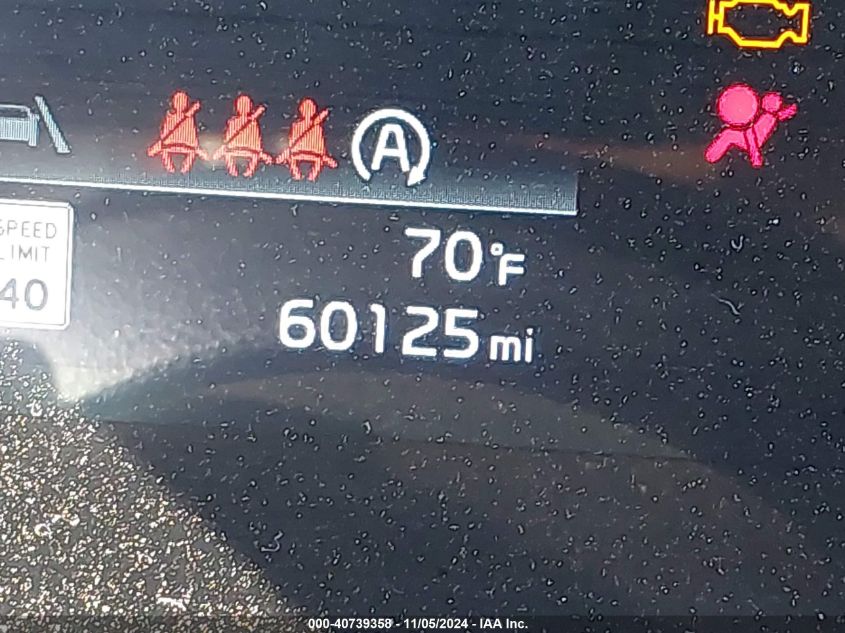 A
SPEED
LIMIT
40
70°F
60125 mi
000-40739358 - 11/05/2024 - IAA Inc.